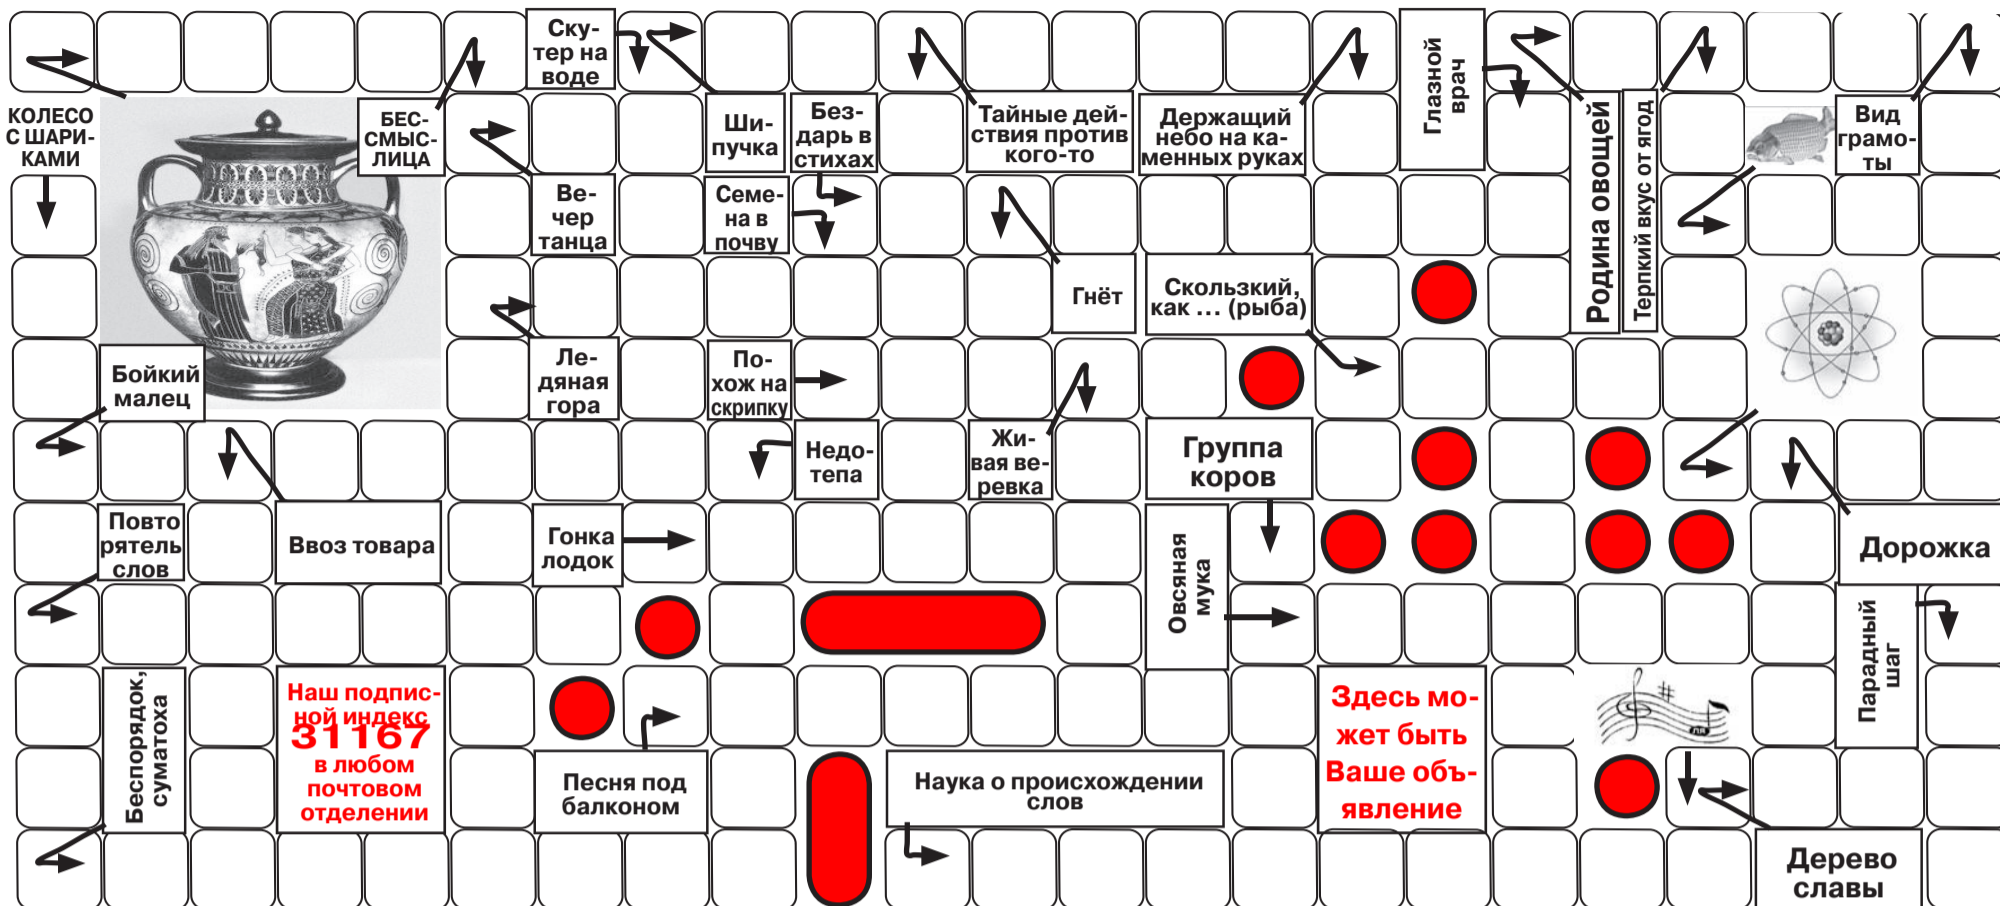 Ску-
тер на
воде
Глазной
врач
КОЛЕСО
С ШАРИ-
КАМИ
БЕС-
СМЫС-
ЛИЦА
Ши-
пучка
Без-
дарь в
стихах
Тайные дей-
ствия против
кого-то
Держащий
небо на ка-
менных руках
Родина овощей
Терпкий вкус от ягод
Вид
грамо-
ты
Ве-
чер
танца
Семе-
на в
почву
Гнёт
Скользкий,
как ... (рыба)
Бойкий
малец
Ле-
дяная
гора
По-
хож на
скрипку
Недо-
тепа
Жи-
вая ве-
ревка
Группа
коров
Повто
рятель
слов
Ввоз товара
Гонка
лодок
Овсяная
мука
Дорожка
Парадный
шаг
Беспорядок,
суматоха
Наш подпис-
ной индекс
31167
в любом
почтовом
отделении
Песня под
балконом
Наука о происхождении
слов
Здесь мо-
жет быть
Ваше объ-
явление
Дерево
славы